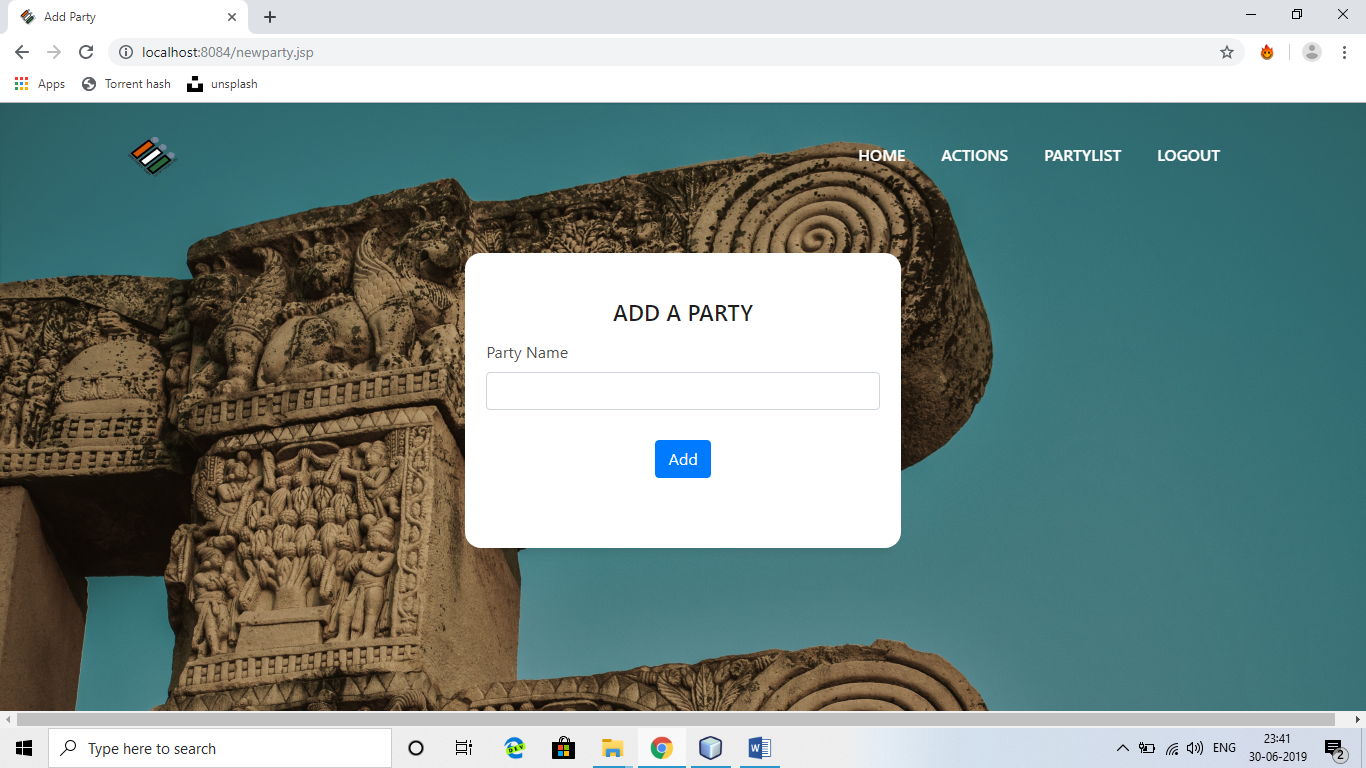 Add Party
localhost:8084/newparty.jsp
Apps Torrent hash unsplash
HOME ACTIONS PARTYLIST LOGOUT
ADD A PARTY
Party Name
Add
Type here to search
DEV
W
ENG
23:41
30-06-2019
2